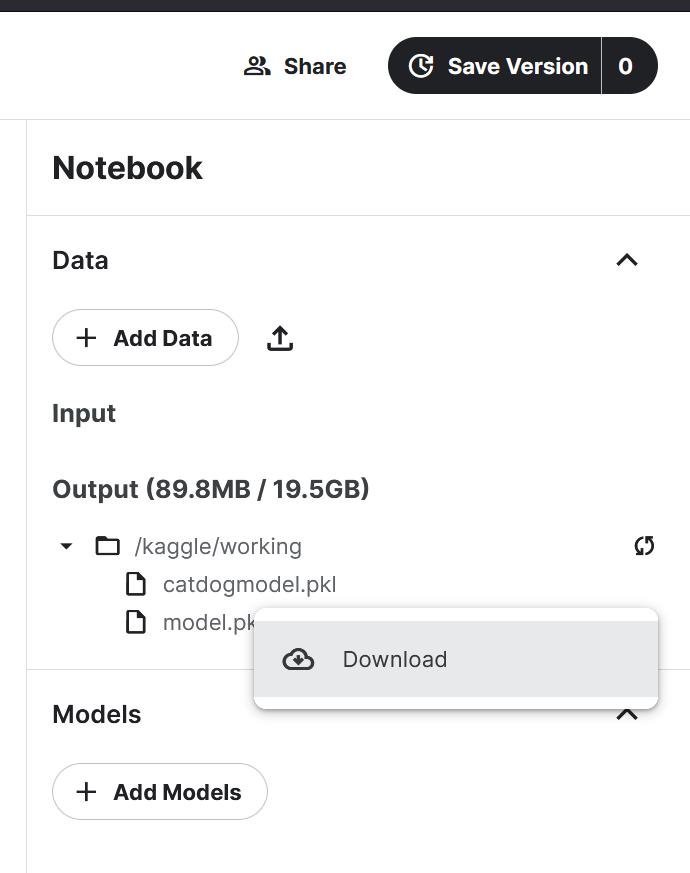 Share
Save Version 0
Notebook
Data
Add Data
Input
Output (89.8MB / 19.5GB)
/kaggle/working
catdogmodel.pkl
model.pk
Download
Models
Add Models